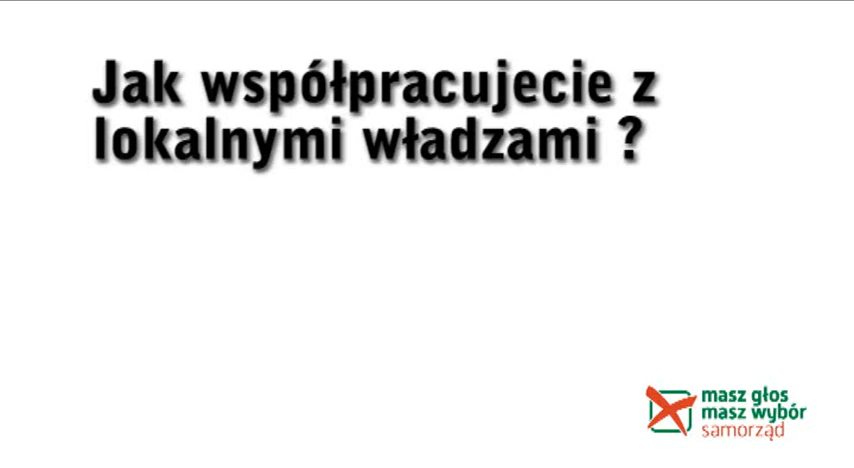 Jak współpracujecie z
lokalnymi władzami ?
masz głos
masz wybór
samorząd